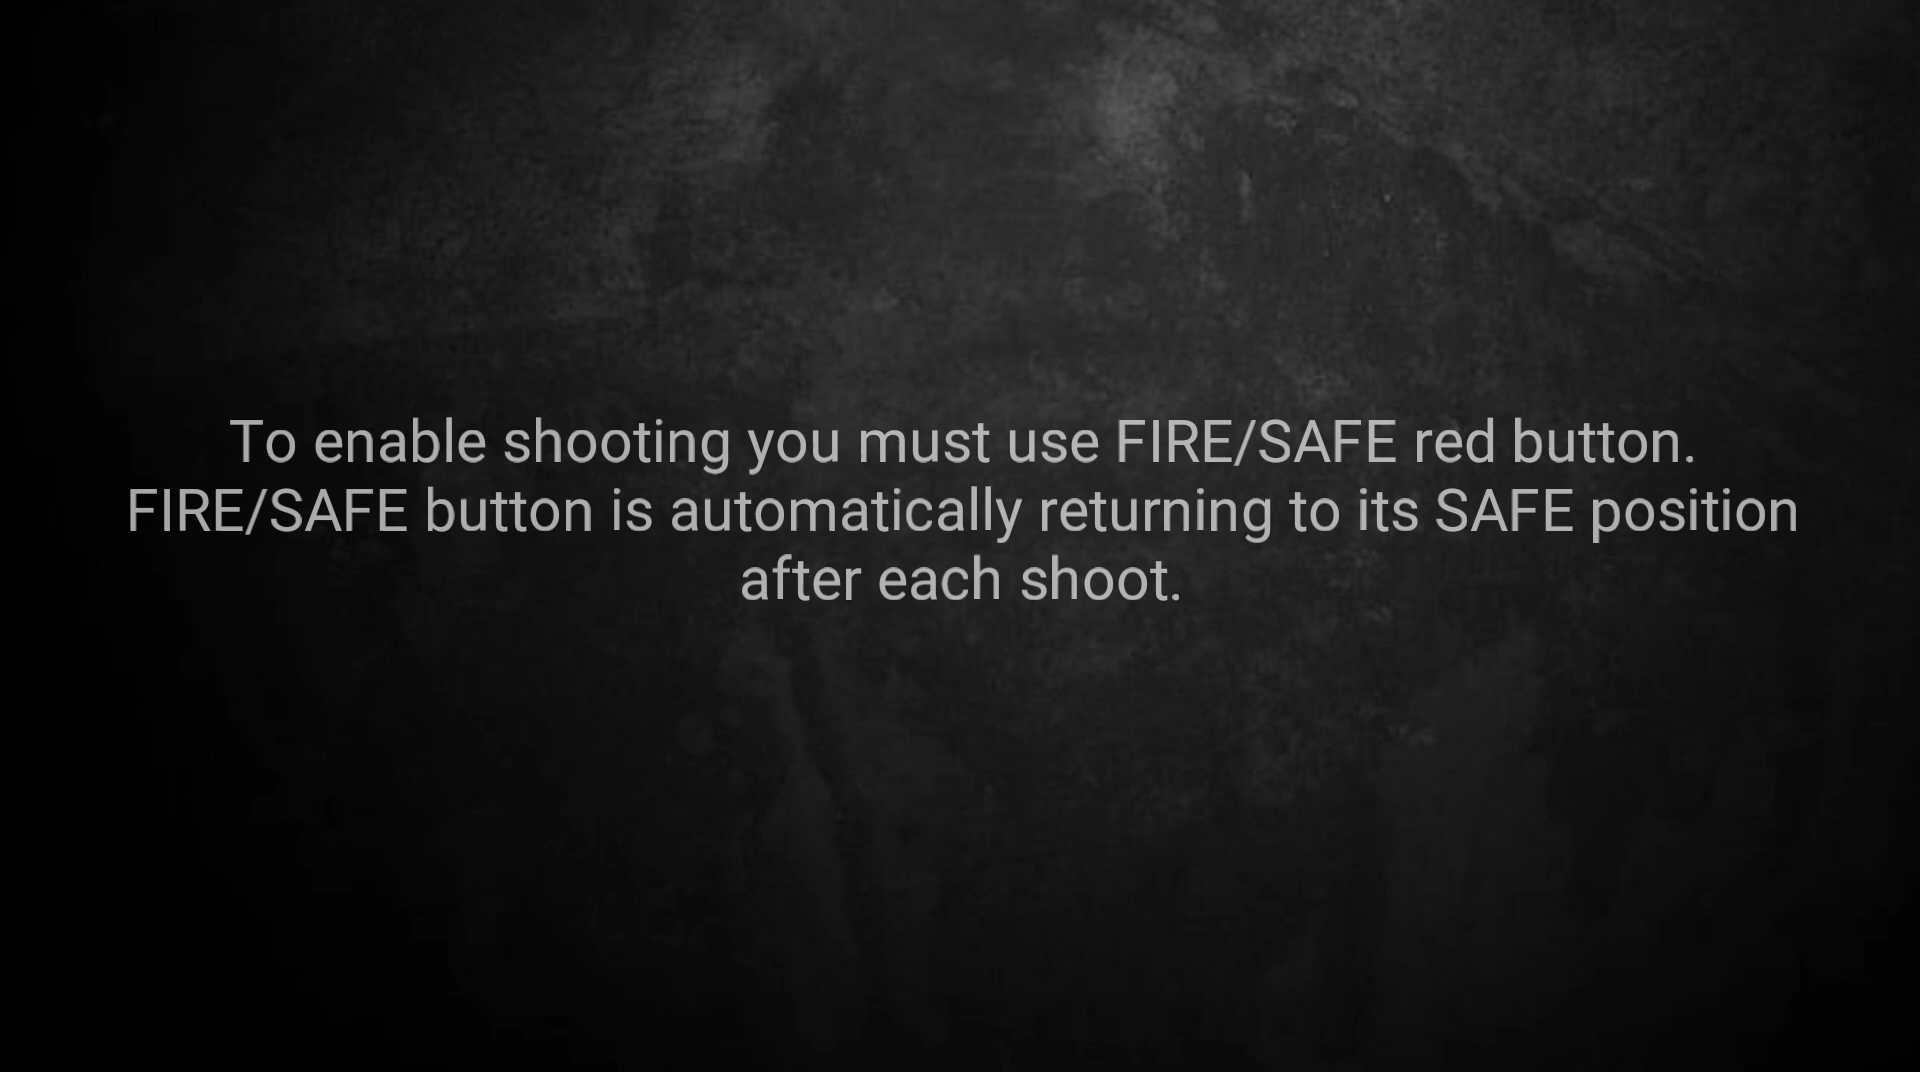 To enable shooting you must use FIRE/SAFE red button.
FIRE/SAFE button is automatically returning to its SAFE position
after each shoot.